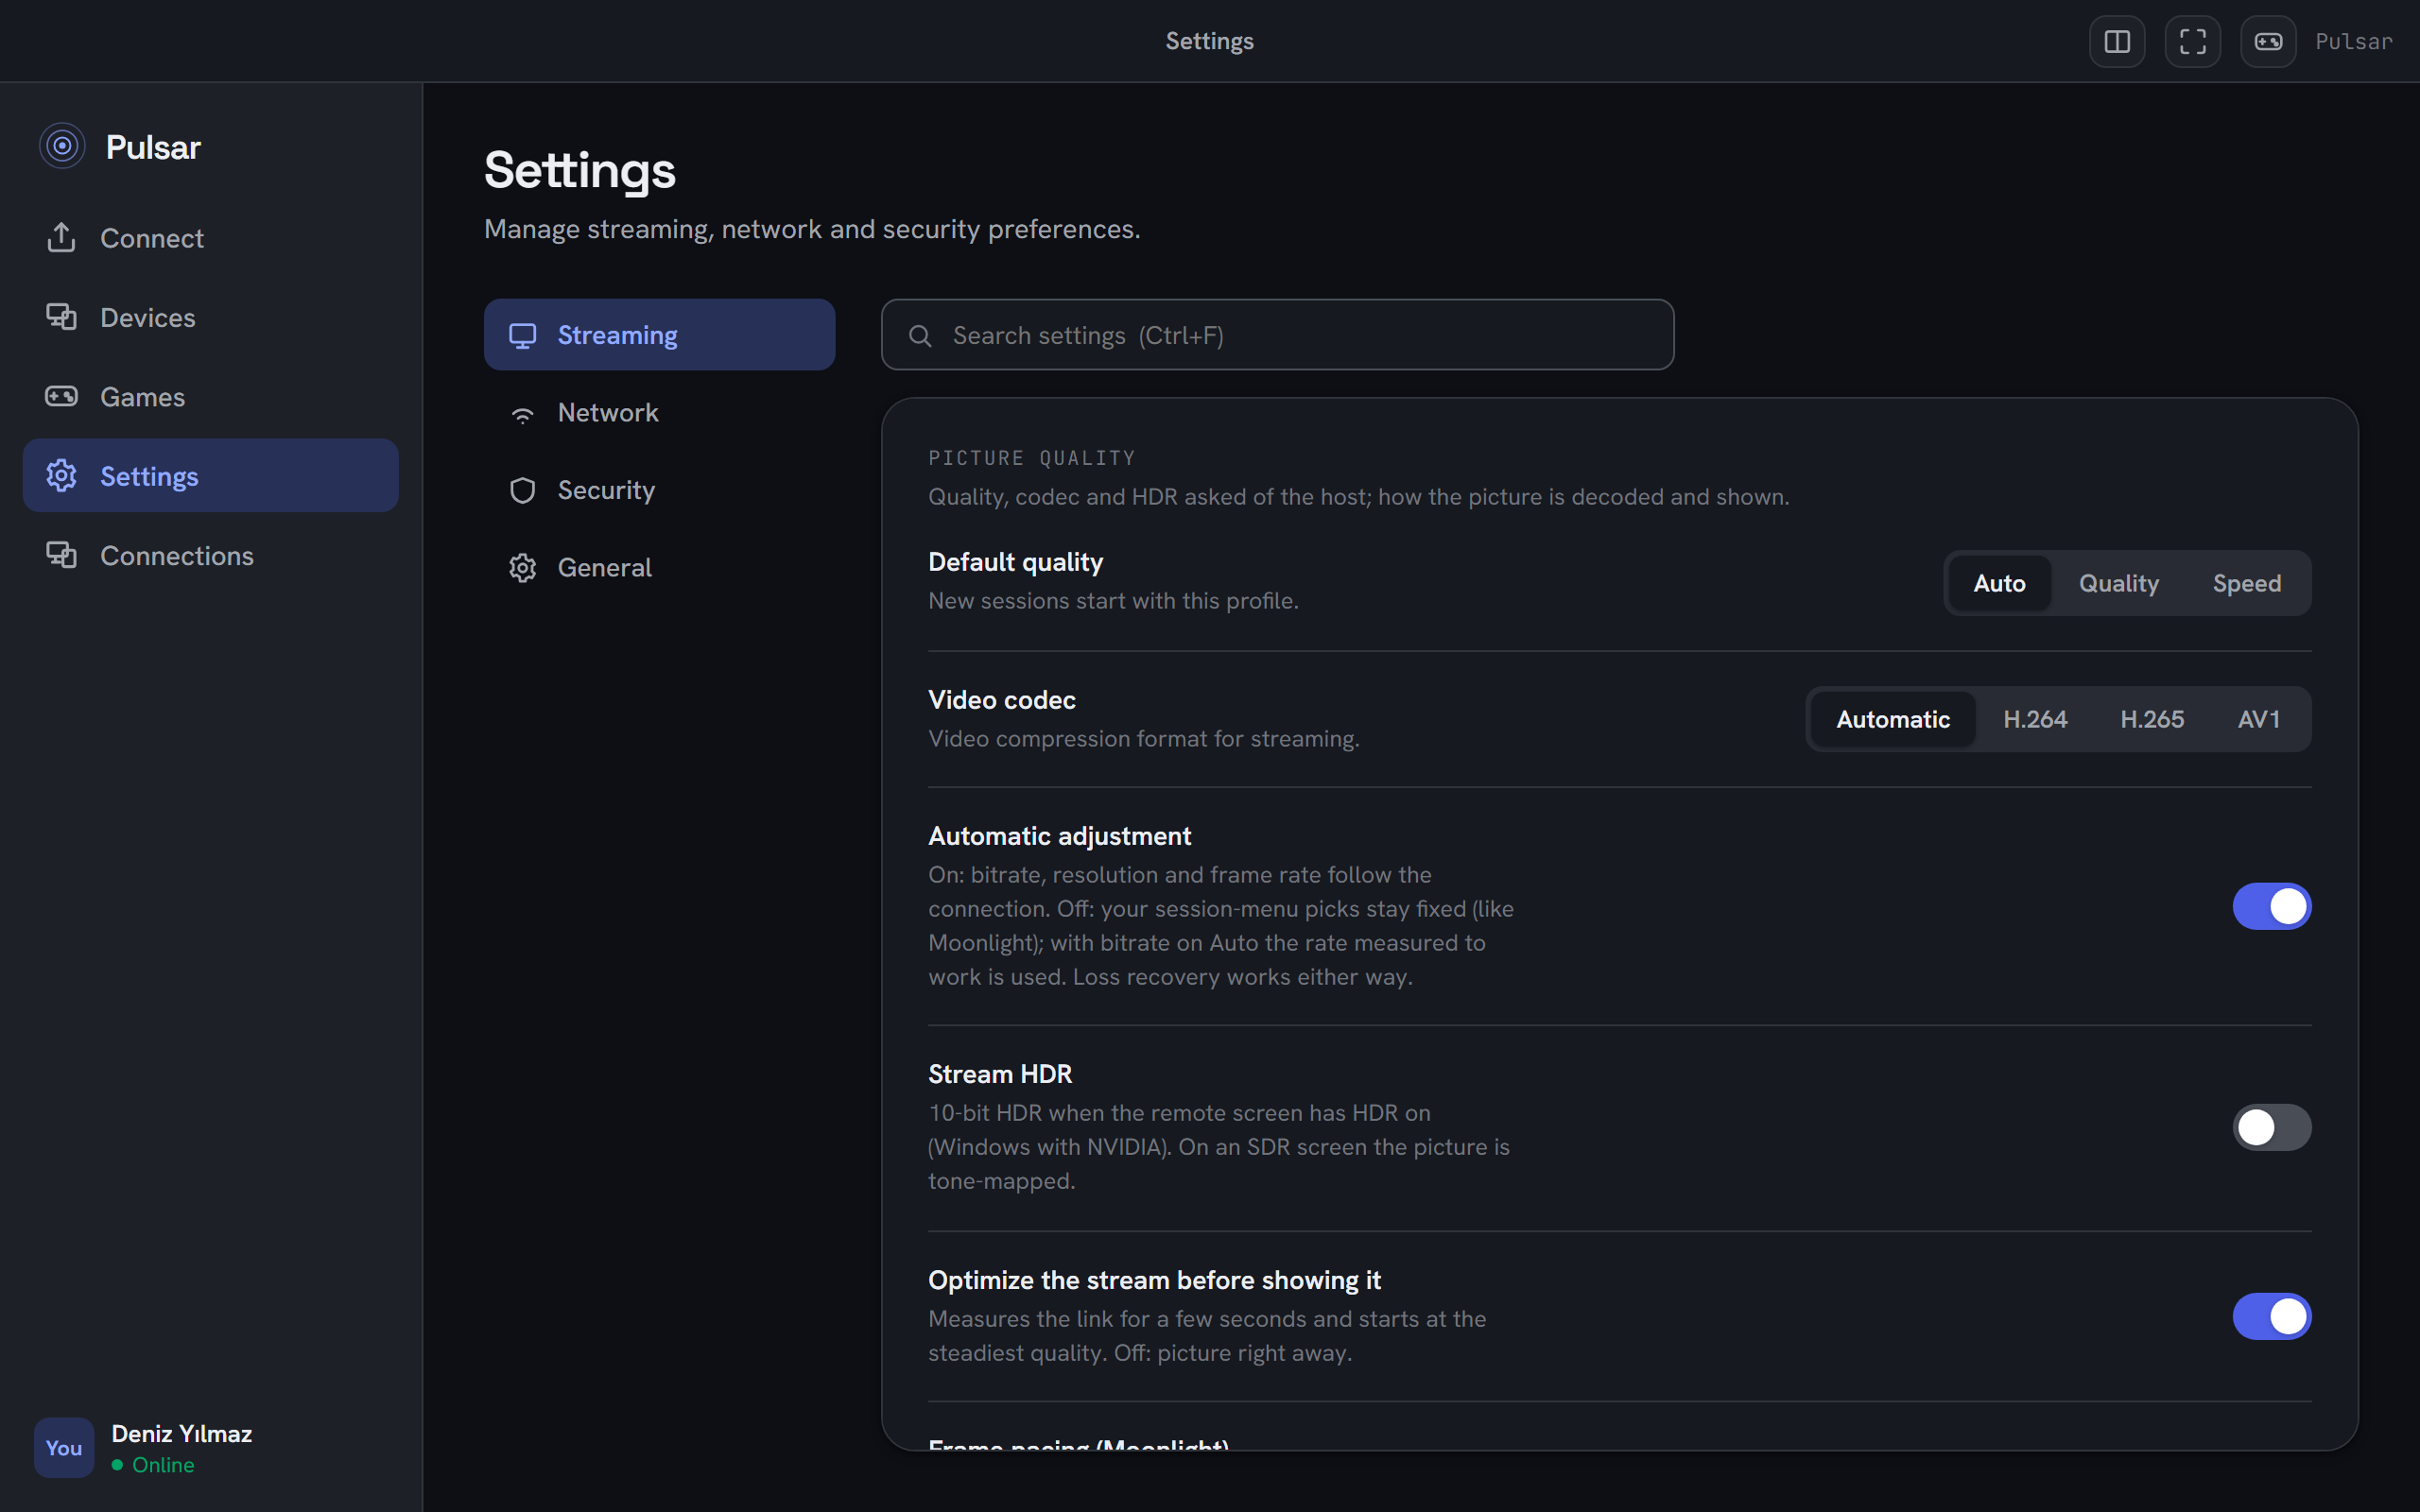 Settings
Pulsar
Pulsar
Connect
Devices
Games
Settings
Connections
You
Deniz Yılmaz
Online
Settings
Manage streaming, network and security preferences.
Streaming
Network
Security
General
Search settings (Ctrl+F)
PICTURE QUALITY
Quality, codec and HDR asked of the host; how the picture is decoded and shown.
Default quality
New sessions start with this profile.
Auto Quality Speed
Video codec
Video compression format for streaming.
Automatic H.264 H.265 AV1
Automatic adjustment
On: bitrate, resolution and frame rate follow the
connection. Off: your session-menu picks stay fixed (like
Moonlight); with bitrate on Auto the rate measured to
work is used. Loss recovery works either way.
Stream HDR
10-bit HDR when the remote screen has HDR on
(Windows with NVIDIA). On an SDR screen the picture is
tone-mapped.
Optimize the stream before showing it
Measures the link for a few seconds and starts at the
steadiest quality. Off: picture right away.
Frame pacing (Moonlight)